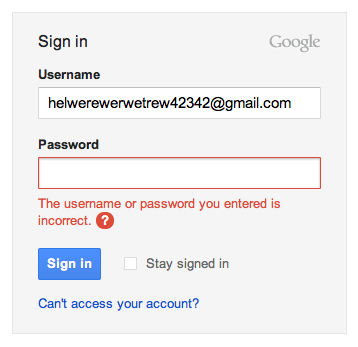 Sign in Google
Username
helwerewerwetrew42342@gmail.com
Password
The username or password you entered is
incorrect. ?
Sign in Stay signed in
Can't access your account?